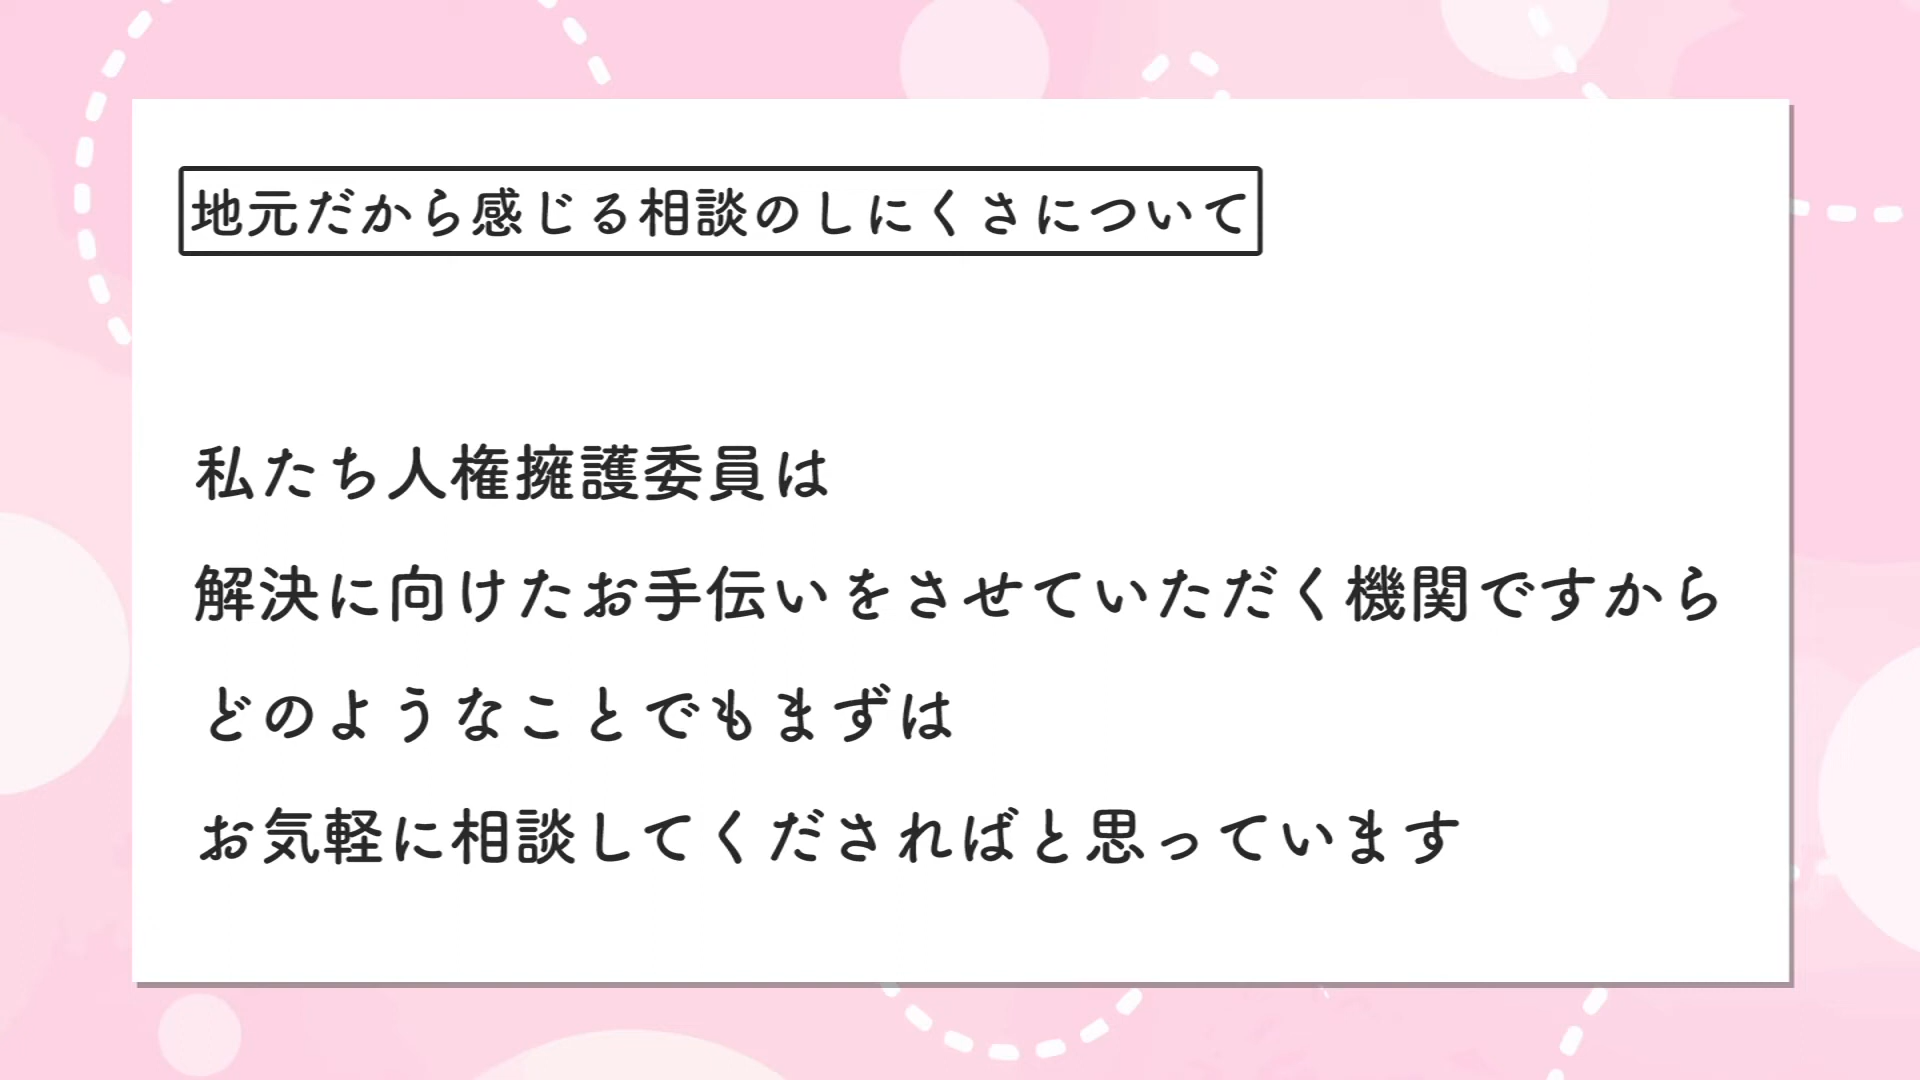 地元だから感じる相談のしにくさについて
私たち人権擁護委員は
解決に向けたお手伝いをさせていただく機関ですから
どのようなことでもまずは
お気軽に相談してくださればと思っています